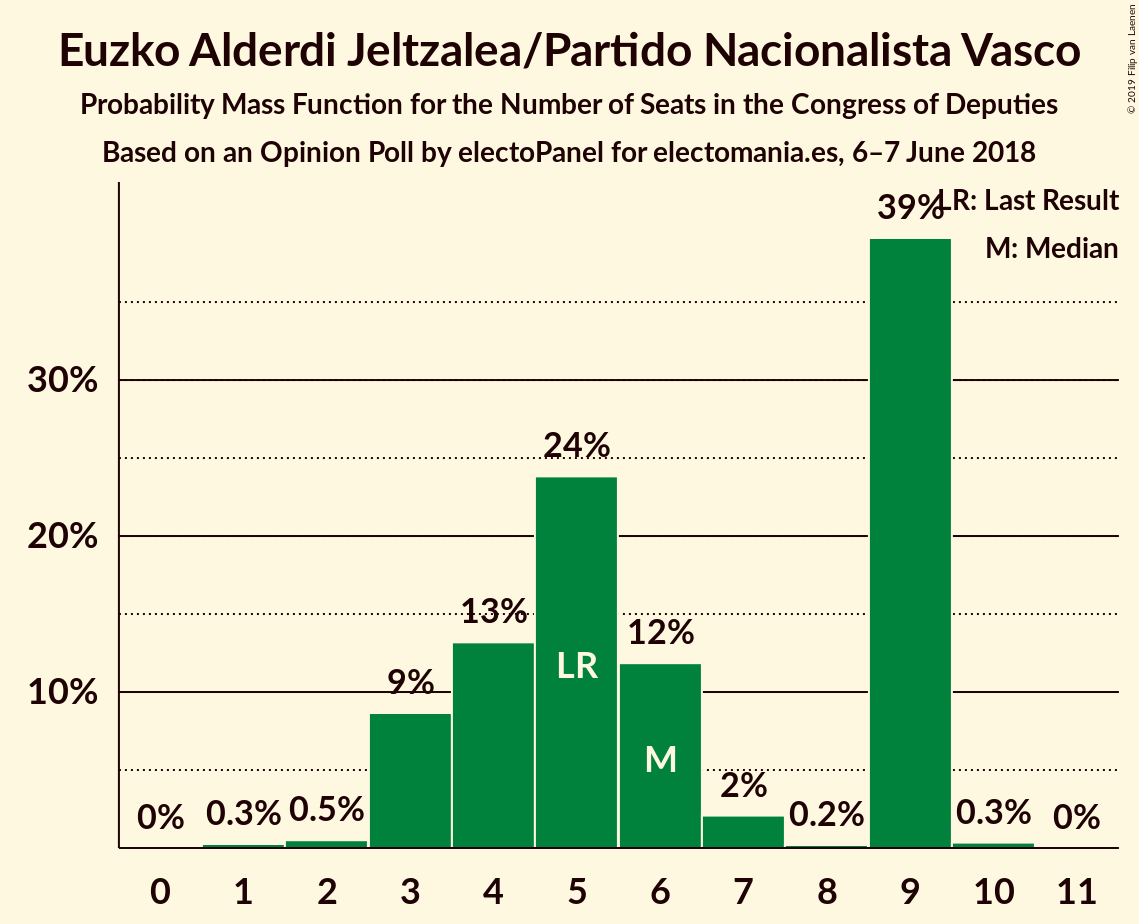 Euzko Alderdi Jeltzalea/Partido Nacionalista Vasco
Probability Mass Function for the Number of Seats in the Congress of Deputies
Based on an Opinion Poll by electoPanel for electomania.es, 6–7 June 2018
© 2019 Filip van Laenen
LR: Last Result
M: Median
39%
30%
24%
20%
13%
12%
LR
10%
9%
M
2%
0%
0.3%
0.5%
0.2%
0.3%
0%
0 1 2 3 4 5 6 7 8 9 10 11